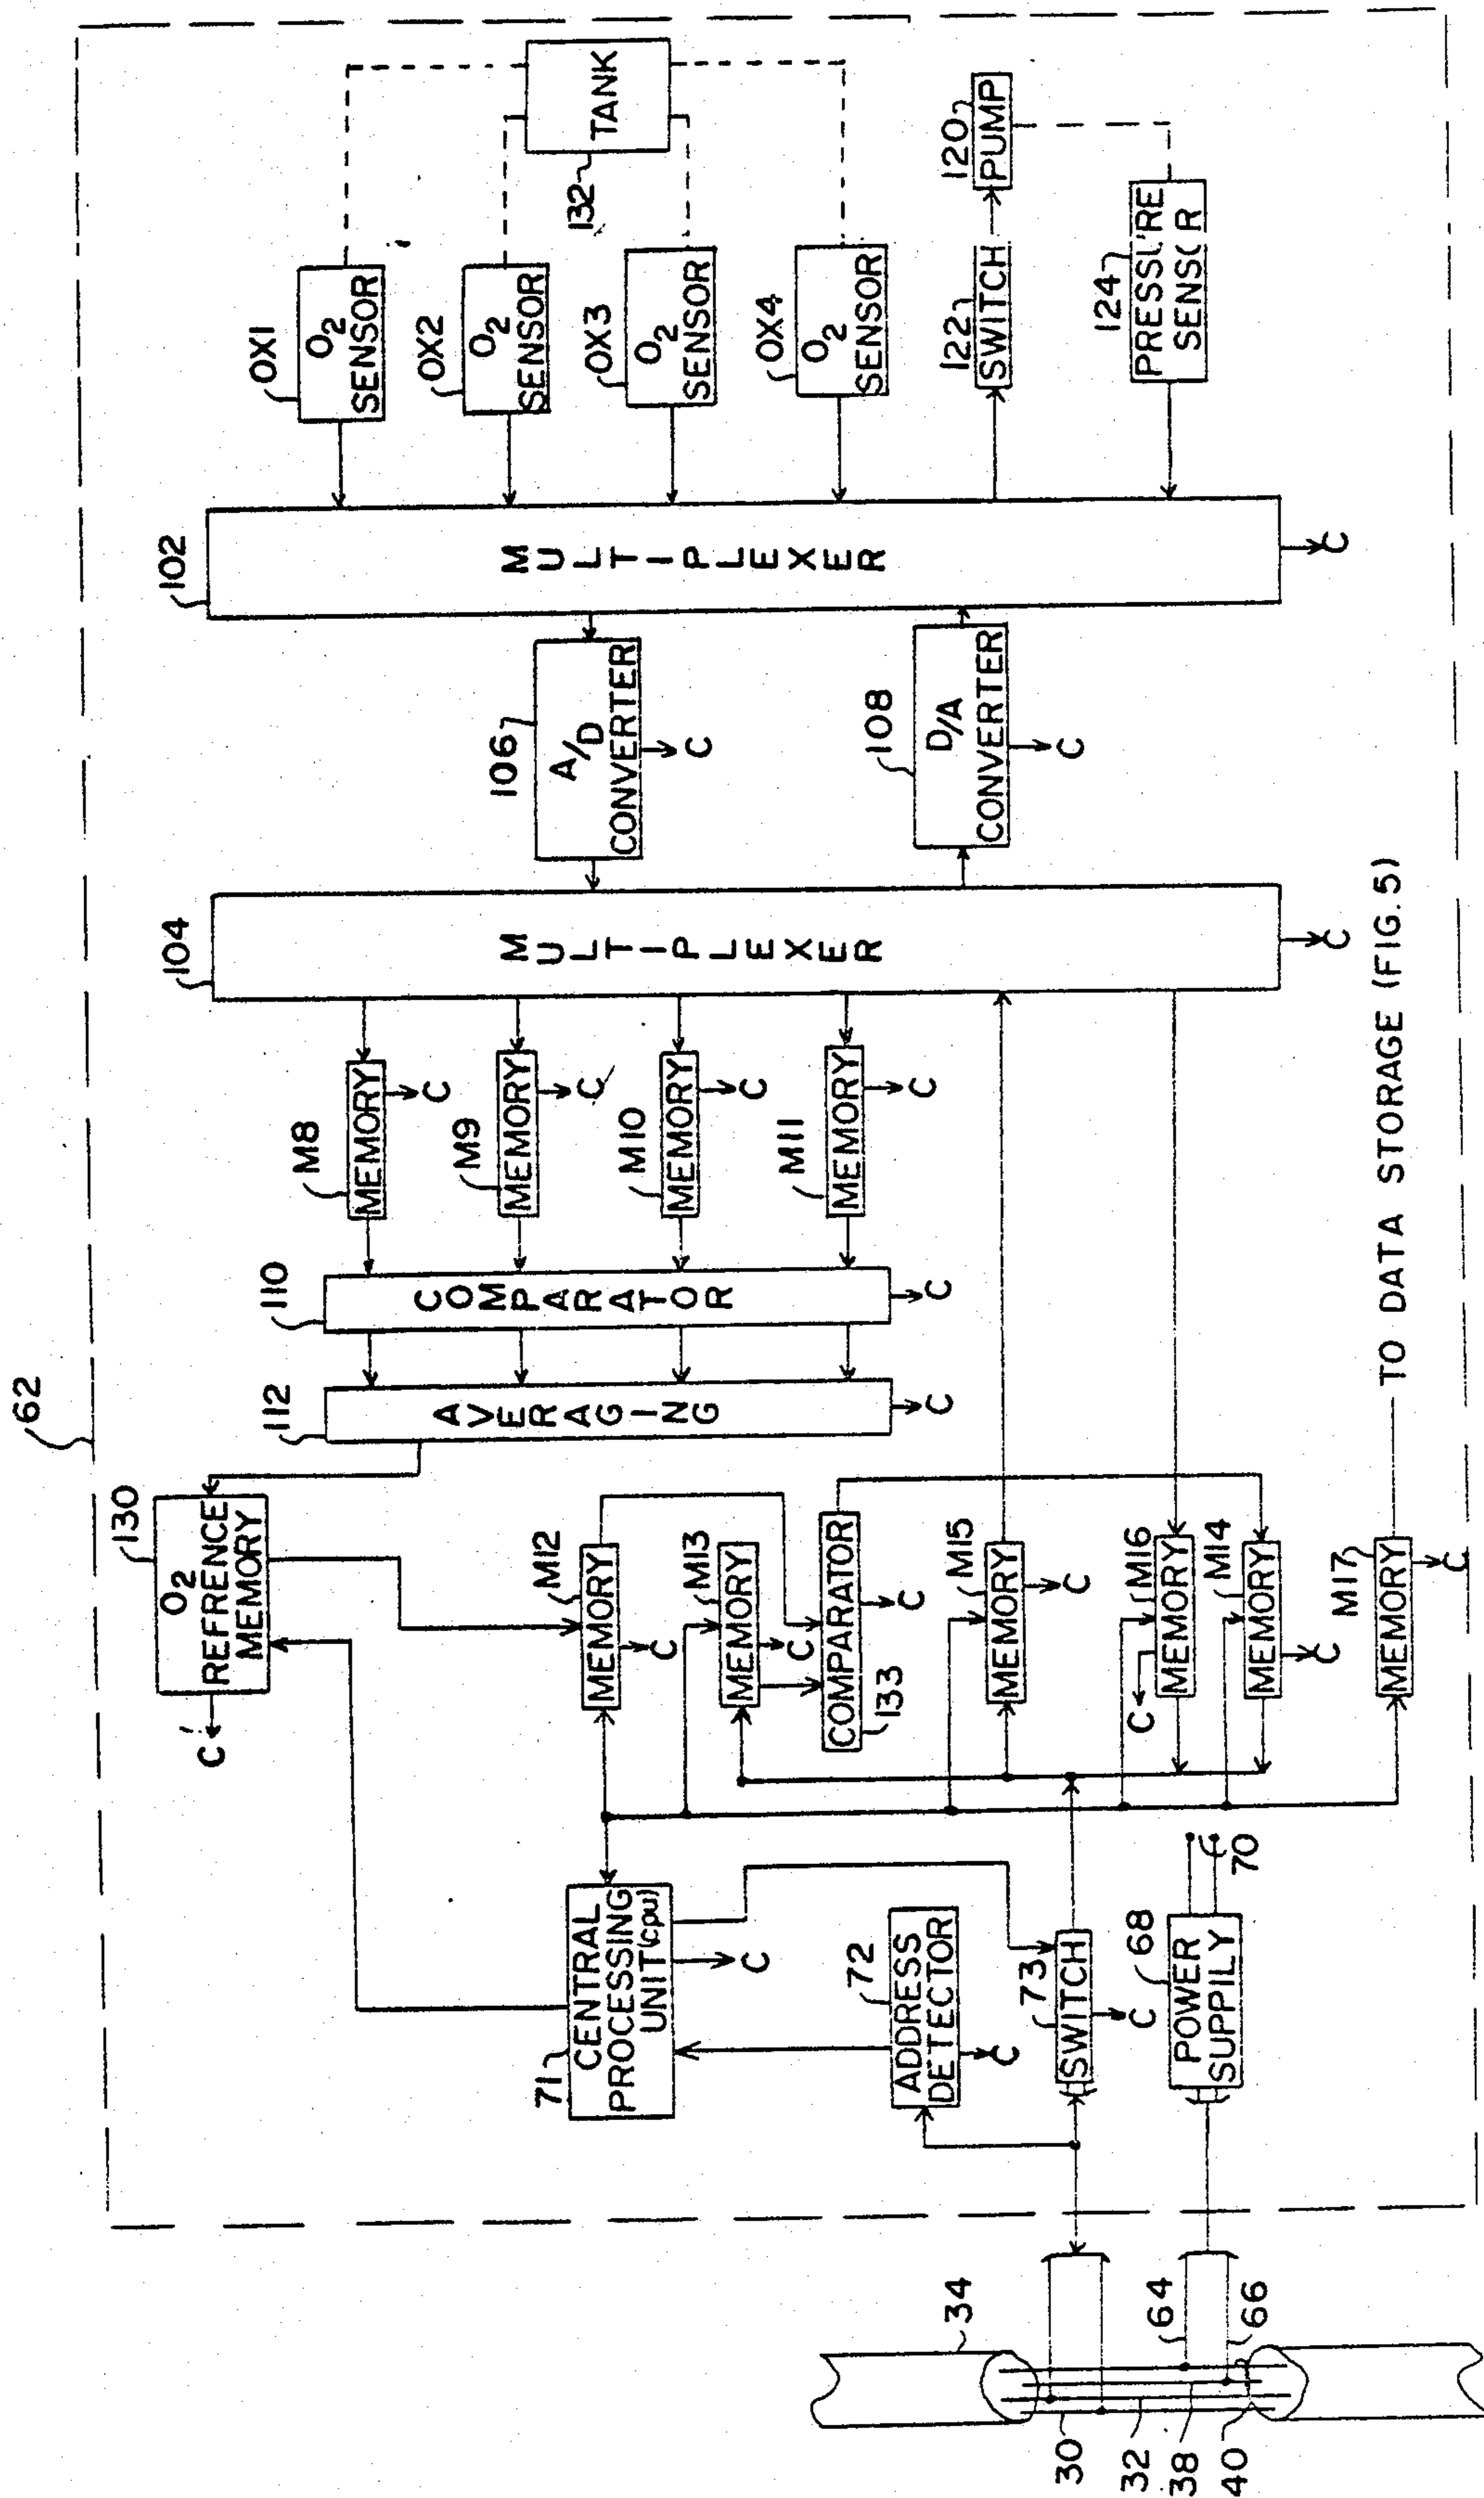 62
130
O2
REFERENCE
MEMORY
C
112
AVERAGING
C
110
COMPARATOR
C
M8
MEMORY
C
M9
MEMORY
C
M10
MEMORY
C
M11
MEMORY
C
104
MULTIPLEXER
C
106
A/D
CONVERTER
C
108
D/A
CONVERTER
C
102
MULTIPLEXER
C
OX1
O2
SENSOR
OX2
O2
SENSOR
OX3
O2
SENSOR
OX4
O2
SENSOR
132
TANK
122
SWITCH
120
PUMP
124
PRESSURE
SENSOR
71
CENTRAL
PROCESSING
UNIT (cpu)
C
72
ADDRESS
DETECTOR
C
73
SWITCH
C
68
POWER
SUPPILY
70
M12
MEMORY
C
M13
MEMORY
C
COMPARATOR
133
C
M15
MEMORY
C
M16
MEMORY
C
M14
MEMORY
C
M17
MEMORY
C
TO DATA STORAGE (FIG. 5)
34
64
66
30
32
38
40